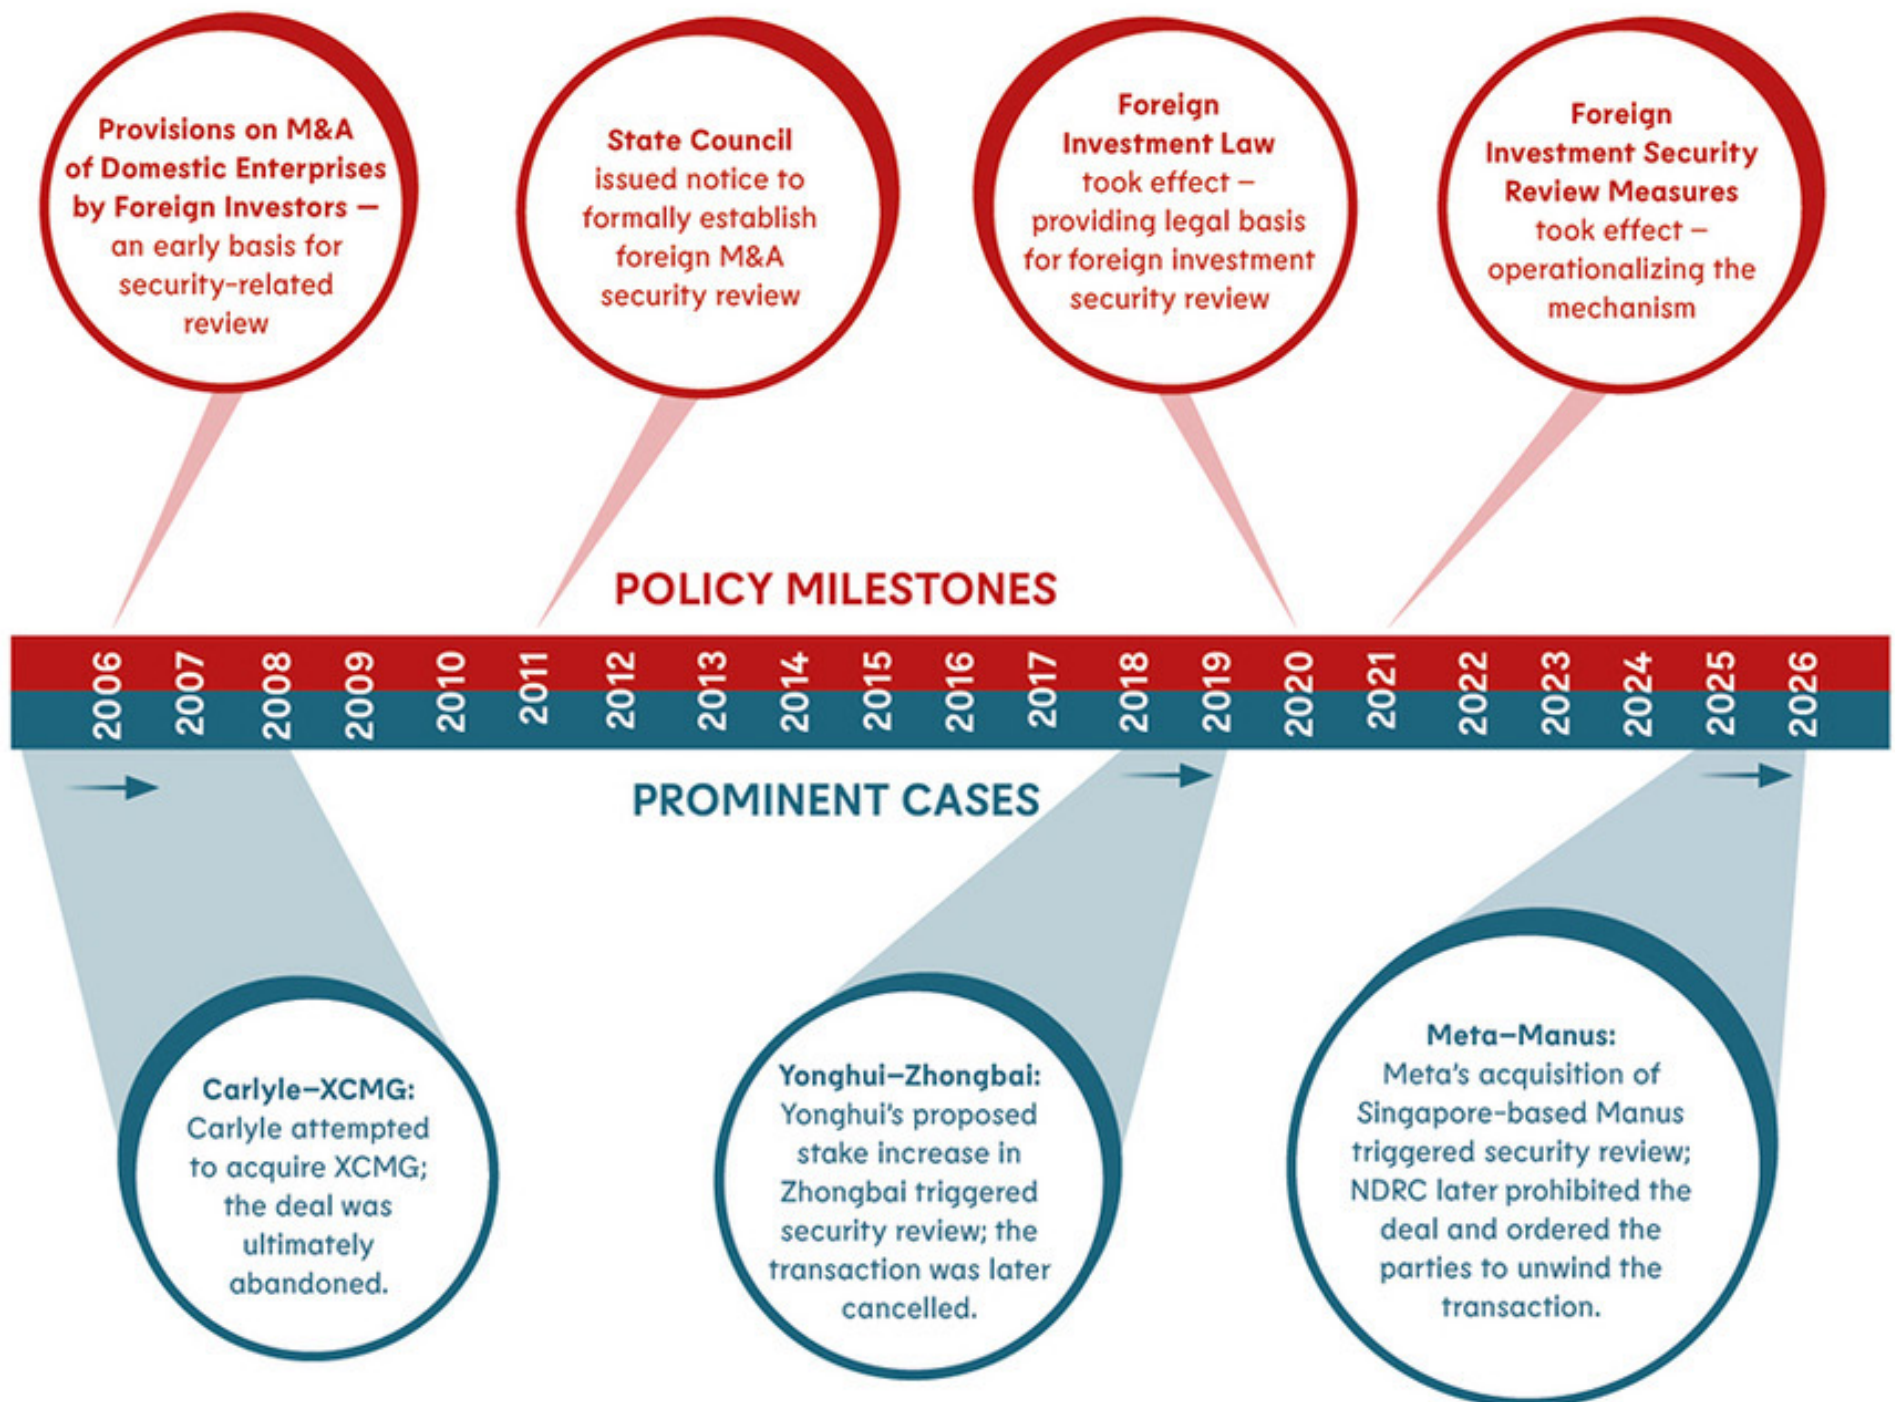 Provisions on M&A
of Domestic Enterprises
by Foreign Investors –
an early basis for
security-related
review
State Council
issued notice to
formally establish
foreign M&A
security review
Foreign
Investment Law
took effect –
providing legal basis
for foreign investment
security review
Foreign
Investment Security
Review Measures
took effect –
operationalizing the
mechanism
POLICY MILESTONES
2006
2007
2008
2009
2010
2011
2012
2013
2014
2015
2016
2017
2018
2019
2020
2021
2022
2023
2024
2025
2026
PROMINENT CASES
Carlyle–XCMG:
Carlyle attempted
to acquire XCMG;
the deal was
ultimately
abandoned.
Yonghui–Zhongbai:
Yonghui's proposed
stake increase in
Zhongbai triggered
security review; the
transaction was later
cancelled.
Meta–Manus:
Meta's acquisition of
Singapore-based Manus
triggered security review;
NDRC later prohibited the
deal and ordered the
parties to unwind the
transaction.